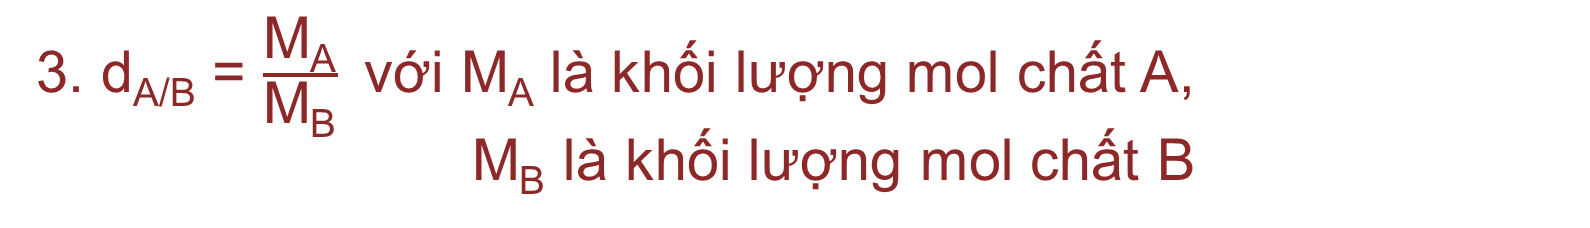 3. d_A/B = M_A/M_B với M_A là khối lượng mol chất A,
M_B là khối lượng mol chất B